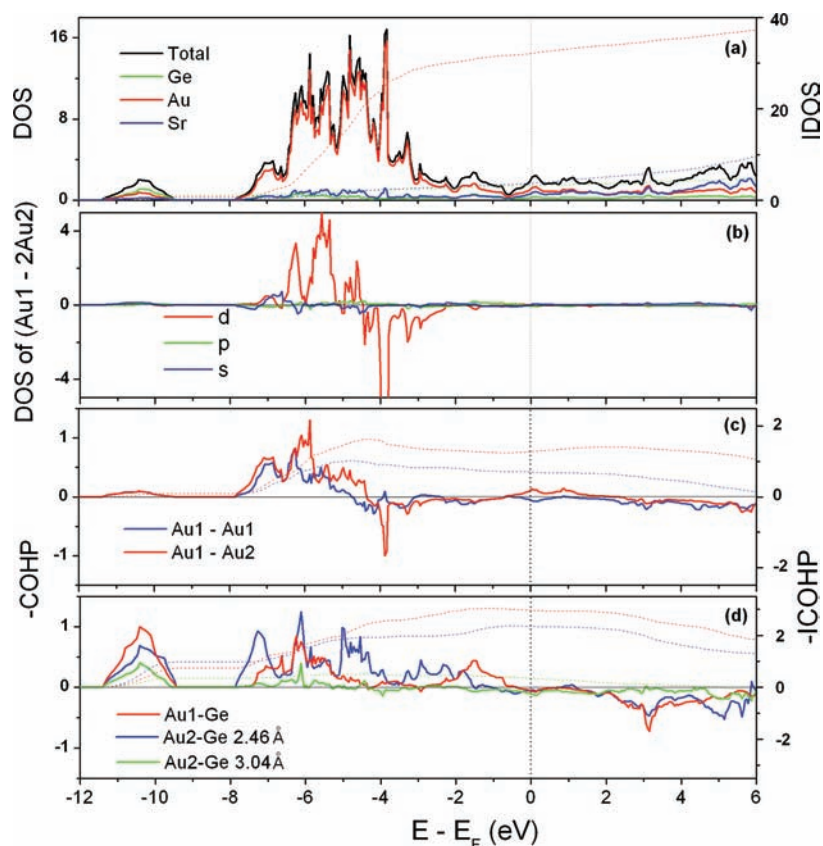 DOS
16
8
0
Total
Ge
Au
Sr
(a)
40
30
20
10
0
IDOS
DOS of (Au1 - 2Au2)
4
0
-4
d
p
s
(b)
-COHP
1
0
-1
Au1 - Au1
Au1 - Au2
(c)
2
0
-2
-ICOHP
1
0
-1
Au1-Ge
Au2-Ge 2.46 Å
Au2-Ge 3.04 Å
(d)
2
0
-2
-12 -10 -8 -6 -4 -2 0 2 4 6
E - E_F (eV)